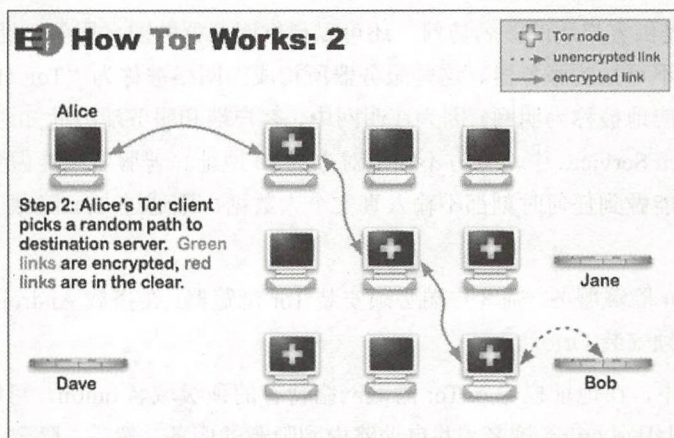 E How Tor Works: 2
Tor node
unencrypted link
encrypted link
Alice
Step 2: Alice's Tor client
picks a random path to
destination server. Green
links are encrypted, red
links are in the clear.
Jane
Dave
Bob